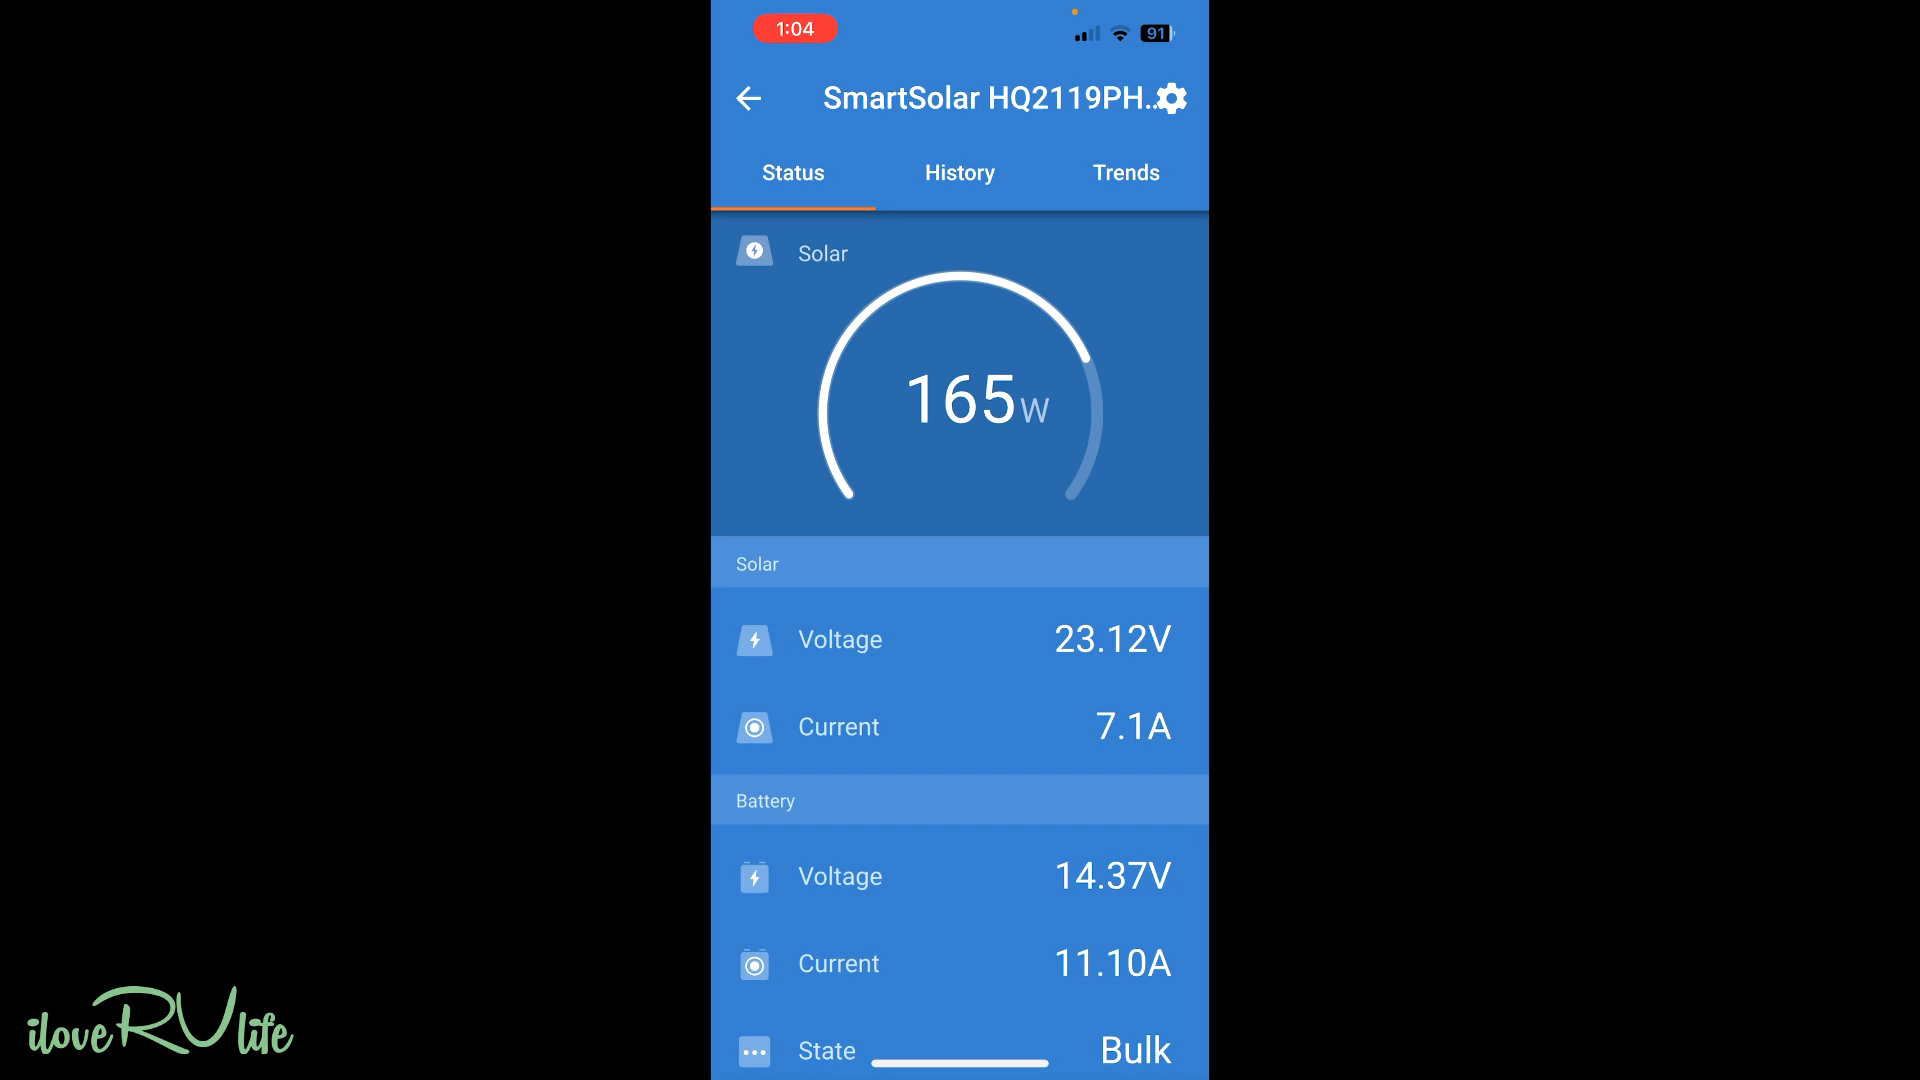 1:04
91
SmartSolar HQ2119PH...
Status History Trends
Solar
165W
Solar
Voltage 23.12V
Current 7.1A
Battery
Voltage 14.37V
Current 11.10A
State Bulk
iloveRVlife